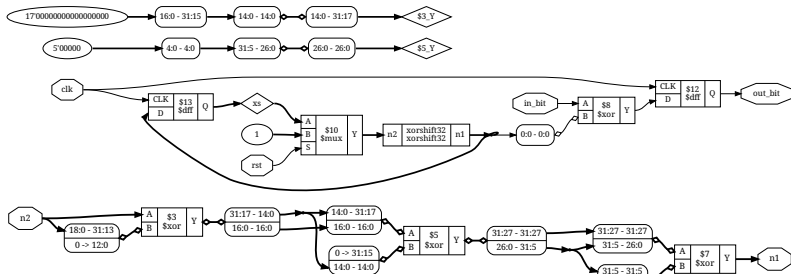 17'00000000000000000 16:0 - 31:15 14:0 - 14:0 14:0 - 31:17 $3_Y
5'00000 4:0 - 4:0 31:5 - 26:0 26:0 - 26:0 $5_Y
clk
CLK
D
$13
$dff
Q
xs
1
rst
A
B
S
$10
$mux
Y
n2
xorshift32
xorshift32
n1
0:0 - 0:0
in_bit
A
B
$8
$xor
Y
CLK
D
$12
$dff
Q
out_bit
n2
18:0 - 31:13
0 -> 12:0
A
B
$3
$xor
Y
31:17 - 14:0
16:0 - 16:0
14:0 - 31:17
16:0 - 16:0
0 -> 31:15
14:0 - 14:0
A
B
$5
$xor
Y
31:27 - 31:27
26:0 - 31:5
31:27 - 31:27
31:5 - 26:0
31:5 - 31:5
A
B
$7
$xor
Y
n1